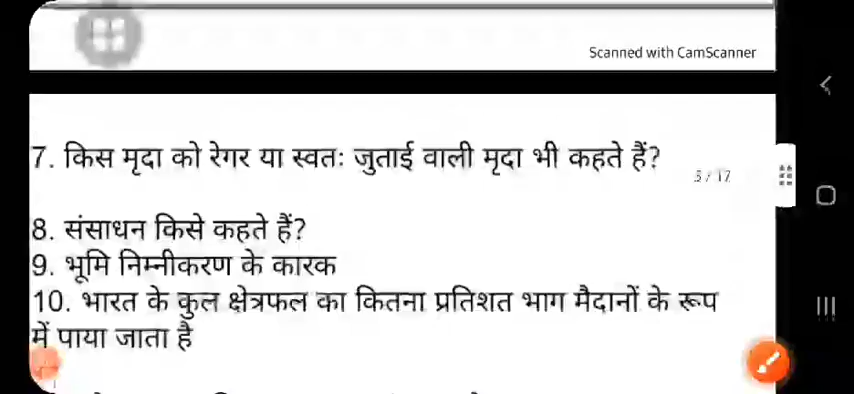 Scanned with CamScanner
7. किस मृदा को रेगर या स्वतः जुताई वाली मृदा भी कहते हैं?
5 / 17
8. संसाधन किसे कहते हैं?
9. भूमि निम्नीकरण के कारक
10. भारत के कुल क्षेत्रफल का कितना प्रतिशत भाग मैदानों के रूप
में पाया जाता है